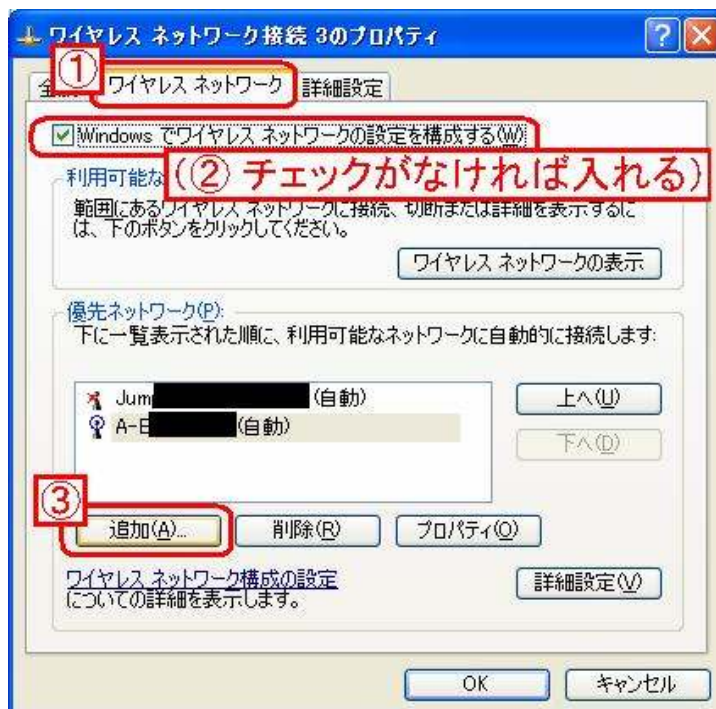 ワイヤレス ネットワーク接続 3のプロパティ
①
ワイヤレス ネットワーク
詳細設定
Windows でワイヤレス ネットワークの設定を構成する(W)
(② チェックがなければ入れる)
利用可能な
範囲にあるワイヤレス ネットワークに接続、切断または詳細を表示するに
は、下のボタンをクリックしてください。
ワイヤレス ネットワークの表示
優先ネットワーク(P):
下に一覧表示された順に、利用可能なネットワークに自動的に接続します:
Jum (自動)
上へ(U)
A-E (自動)
下へ(D)
③
追加(A)...
削除(R)
プロパティ(O)
ワイヤレス ネットワーク構成の設定
についての詳細を表示します。
詳細設定(V)
OK
キャンセル